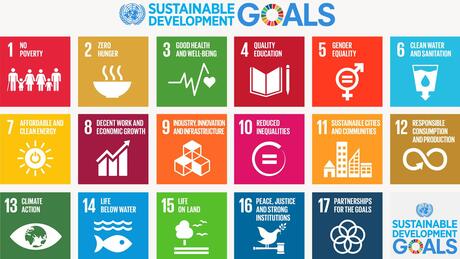 SUSTAINABLE
DEVELOPMENT
GOALS
1 NO
POVERTY
2 ZERO
HUNGER
3 GOOD HEALTH
AND WELL-BEING
4 QUALITY
EDUCATION
5 GENDER
EQUALITY
6 CLEAN WATER
AND SANITATION
7 AFFORDABLE AND
CLEAN ENERGY
8 DECENT WORK AND
ECONOMIC GROWTH
9 INDUSTRY, INNOVATION
AND INFRASTRUCTURE
10 REDUCED
INEQUALITIES
11 SUSTAINABLE CITIES
AND COMMUNITIES
12 RESPONSIBLE
CONSUMPTION
AND PRODUCTION
13 CLIMATE
ACTION
14 LIFE
BELOW WATER
15 LIFE
ON LAND
16 PEACE, JUSTICE
AND STRONG
INSTITUTIONS
17 PARTNERSHIPS
FOR THE GOALS
SUSTAINABLE
DEVELOPMENT
GOALS